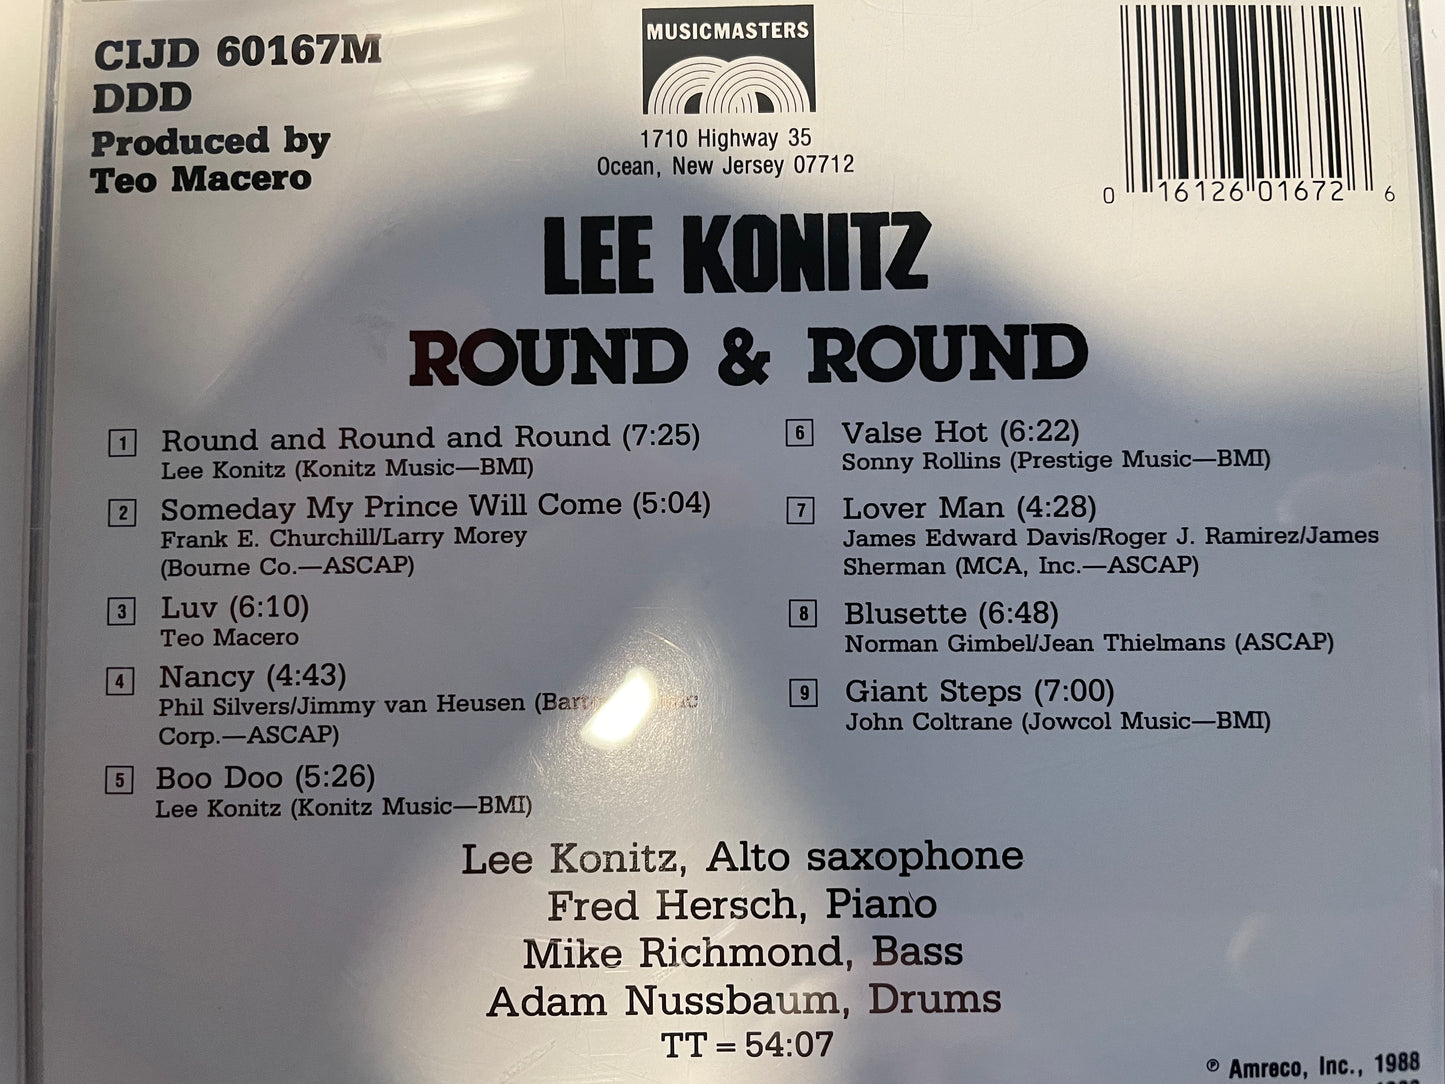 CIJD 60167M
DDD
Produced by
Teo Macero
MUSICMASTERS
1710 Highway 35
Ocean, New Jersey 07712
0 16126 01672 6
LEE KONITZ
ROUND & ROUND
1 Round and Round and Round (7:25)
Lee Konitz (Konitz Music—BMI)
2 Someday My Prince Will Come (5:04)
Frank E. Churchill/Larry Morey
(Bourne Co.—ASCAP)
3 Luv (6:10)
Teo Macero
4 Nancy (4:43)
Phil Silvers/Jimmy van Heusen
Corp.—ASCAP)
5 Boo Doo (5:26)
Lee Konitz (Konitz Music—BMI)
6 Valse Hot (6:22)
Sonny Rollins (Prestige Music—BMI)
7 Lover Man (4:28)
James Edward Davis/Roger J. Ramirez/James
Sherman (MCA, Inc.—ASCAP)
8 Blusette (6:48)
Norman Gimbel/Jean Thielmans (ASCAP)
9 Giant Steps (7:00)
John Coltrane (Jowcol Music—BMI)
Lee Konitz, Alto saxophone
Fred Hersch, Piano
Mike Richmond, Bass
Adam Nussbaum, Drums
TT = 54:07
℗ Amreco, Inc., 1988